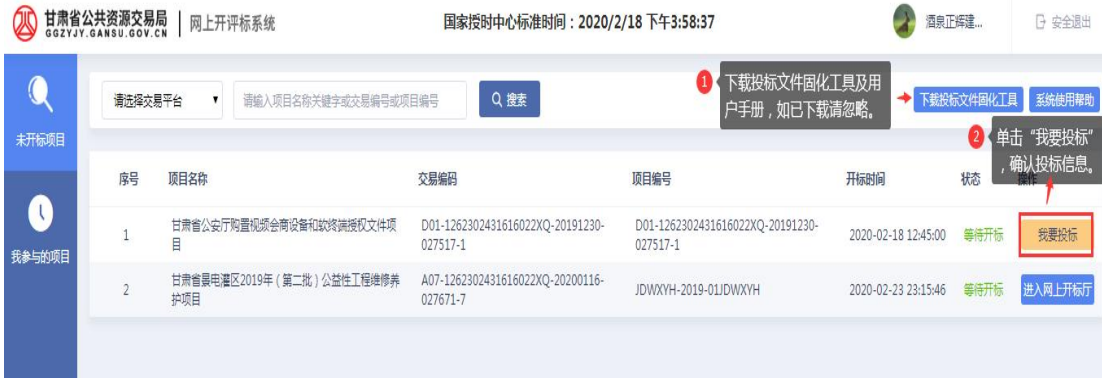 甘肃省公共资源交易局
GGZYJY.GANSU.GOV.CN
网上开评标系统
国家授时中心标准时间：2020/2/18 下午3:58:37
酒泉正辉建...
安全退出
未开标项目
我参与的项目
请选择交易平台
请输入项目名称关键字或交易编号或项目编号
搜索
1
下载投标文件固化工具及用
户手册，如已下载请忽略。
下载投标文件固化工具
系统使用帮助
2
单击“我要投标”
，确认投标信息。
序号 项目名称 交易编码 项目编号 开标时间 状态 操作
1
甘肃省公安厅购置视频会商设备和软终端授权文件项
目
D01-12623024316160​22XQ-20191230-
027517-1
D01-1262302431616022XQ-20191230-
027517-1
2020-02-18 12:45:00
等待开标
我要投标
2
甘肃省景电灌区2019年（第二批）公益性工程维修养
护项目
A07-1262302431616022XQ-20200116-
027671-7
JDWXYH-2019-01JDWXYH
2020-02-23 23:15:46
等待开标
进入网上开标厅